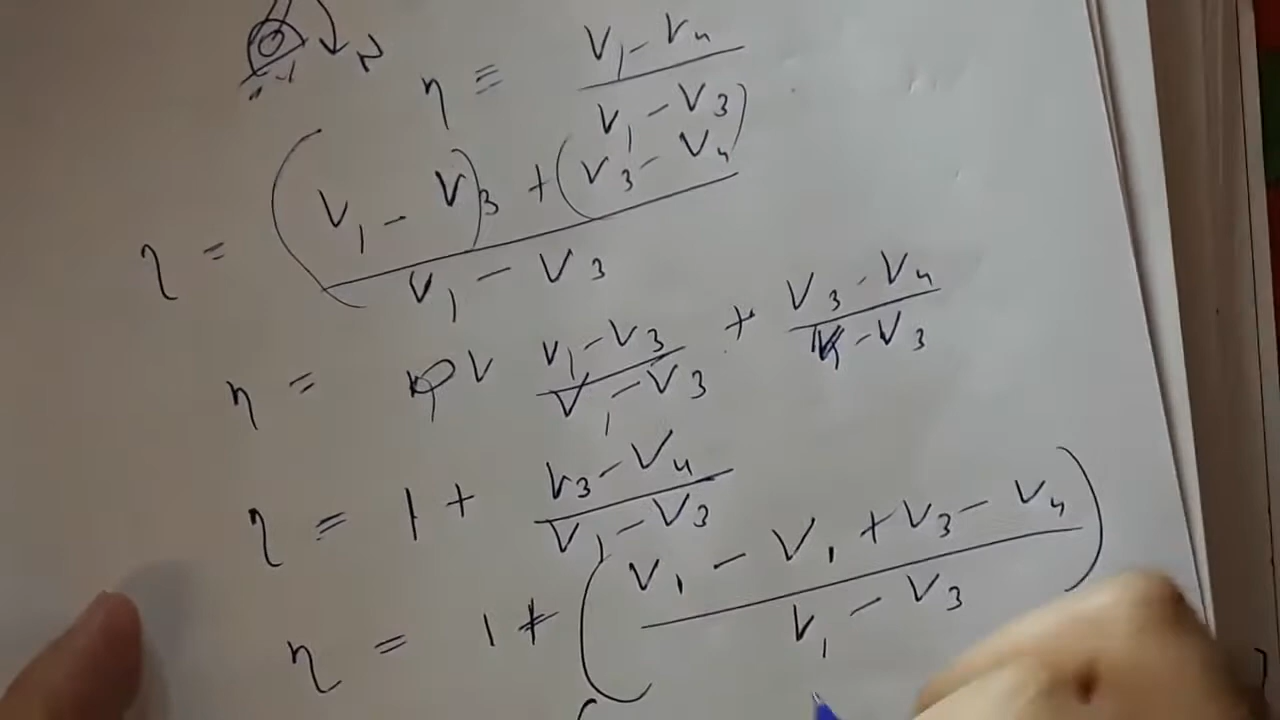 η ≡ (V₁ - V₄) / (V₁ - V₃)
η = ((V₁ - V₃) + (V₃ - V₄)) / (V₁ - V₃)
η = (V₁ - V₃) / (V₁ - V₃) + (V₃ - V₄) / (V₁ - V₃)
η = 1 + (V₃ - V₄) / (V₁ - V₃)
η = 1 + ((V₁ - V₁ + V₃ - V₄) / (V₁ - V₃))